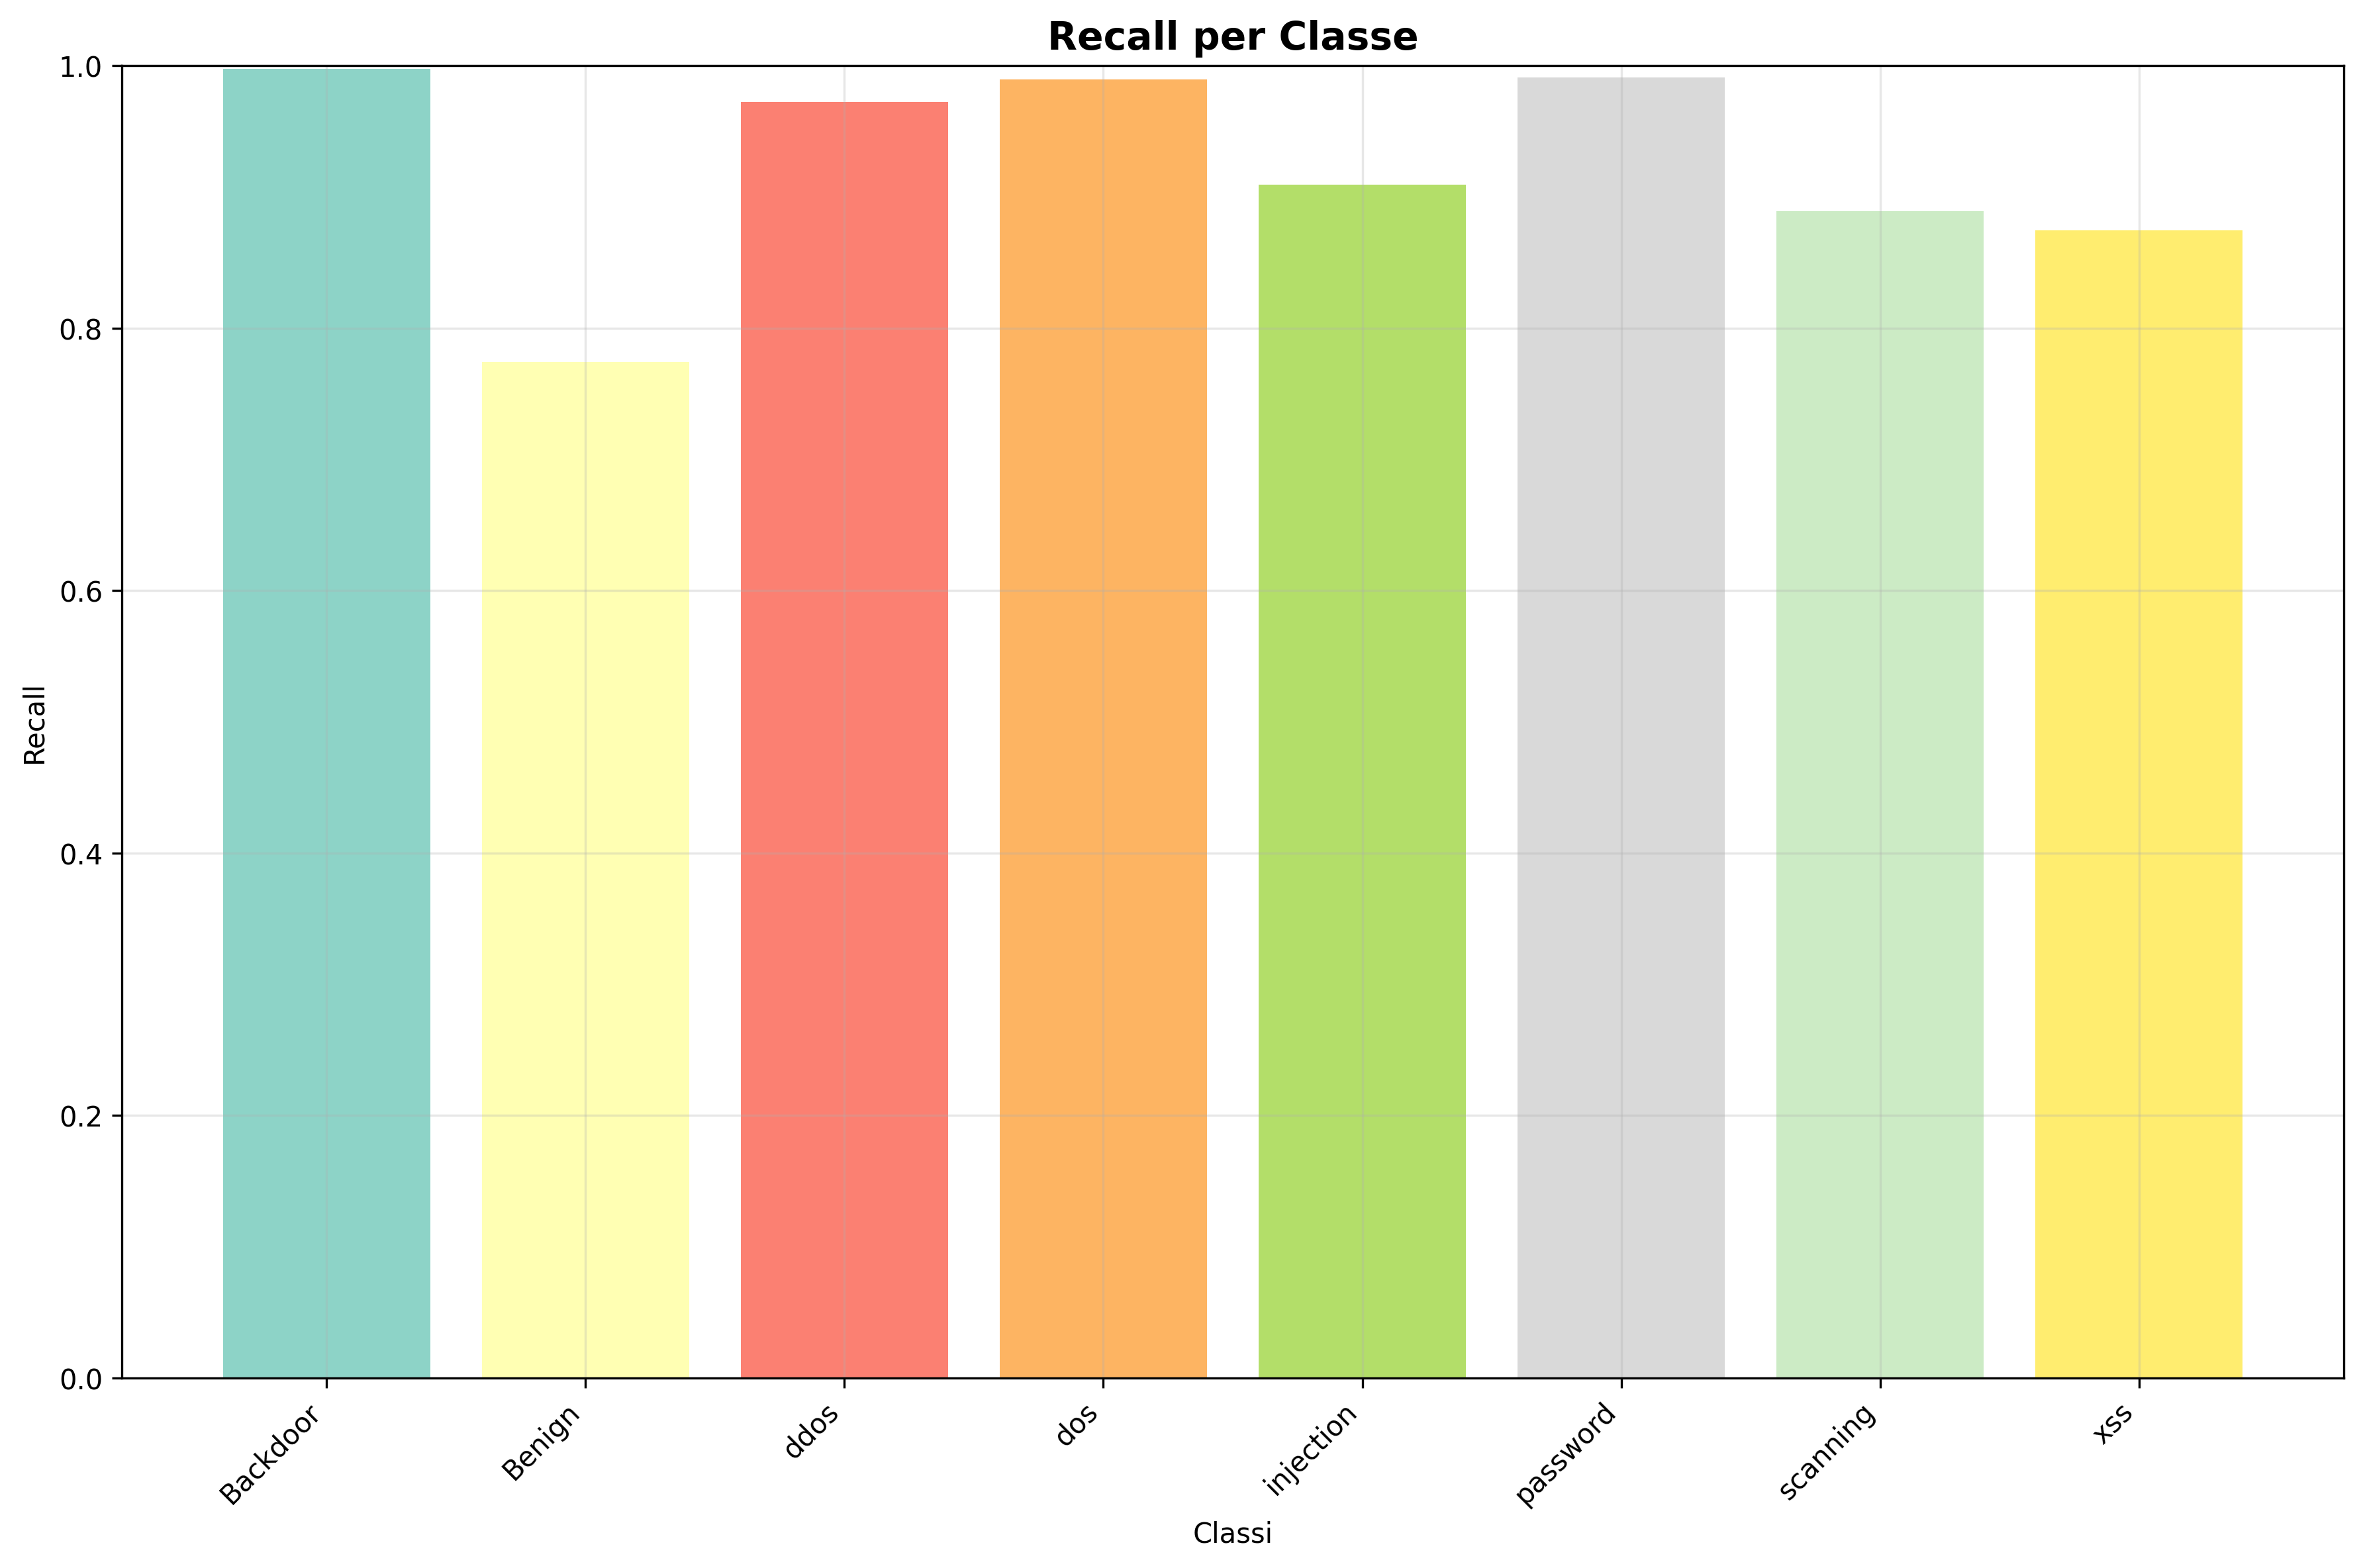 Recall per Classe
1.0
0.8
0.6
0.4
0.2
0.0
Recall
Backdoor
Benign
ddos
dos
injection
password
scanning
xss
Classi